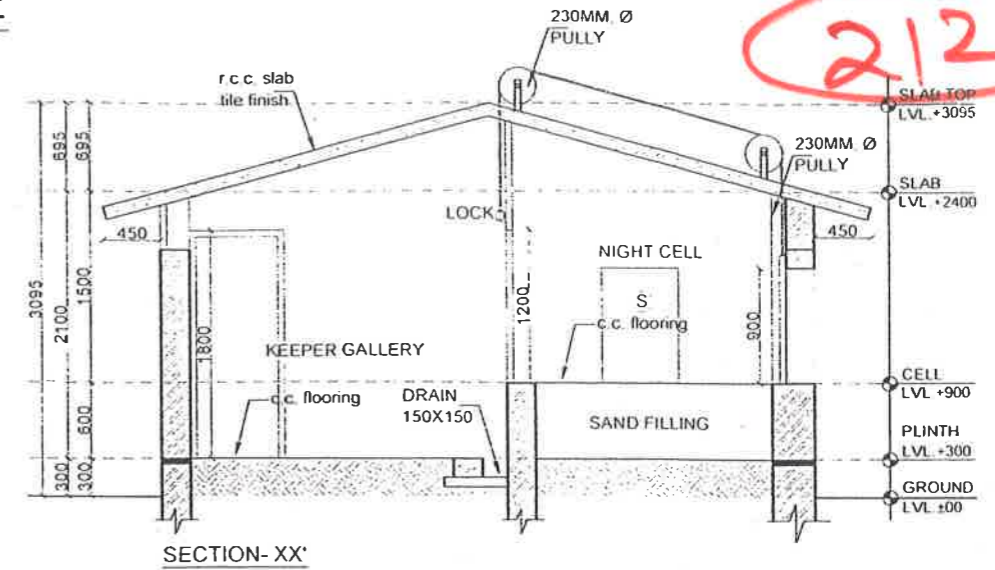 230MM, Ø
PULLY
212
r.c.c. slab
tile finish
SLAB TOP
LVL.+3095
230MM, Ø
PULLY
SLAB
LVL.+2400
695
695
LOCK
450
450
NIGHT CELL
S
c.c. flooring
3095
2100
1500
1800
1200
900
KEEPER GALLERY
c.c. flooring
DRAIN
150X150
CELL
LVL +900
SAND FILLING
600
PLINTH
LVL.+300
300
300
GROUND
LVL.±00
SECTION- XX'